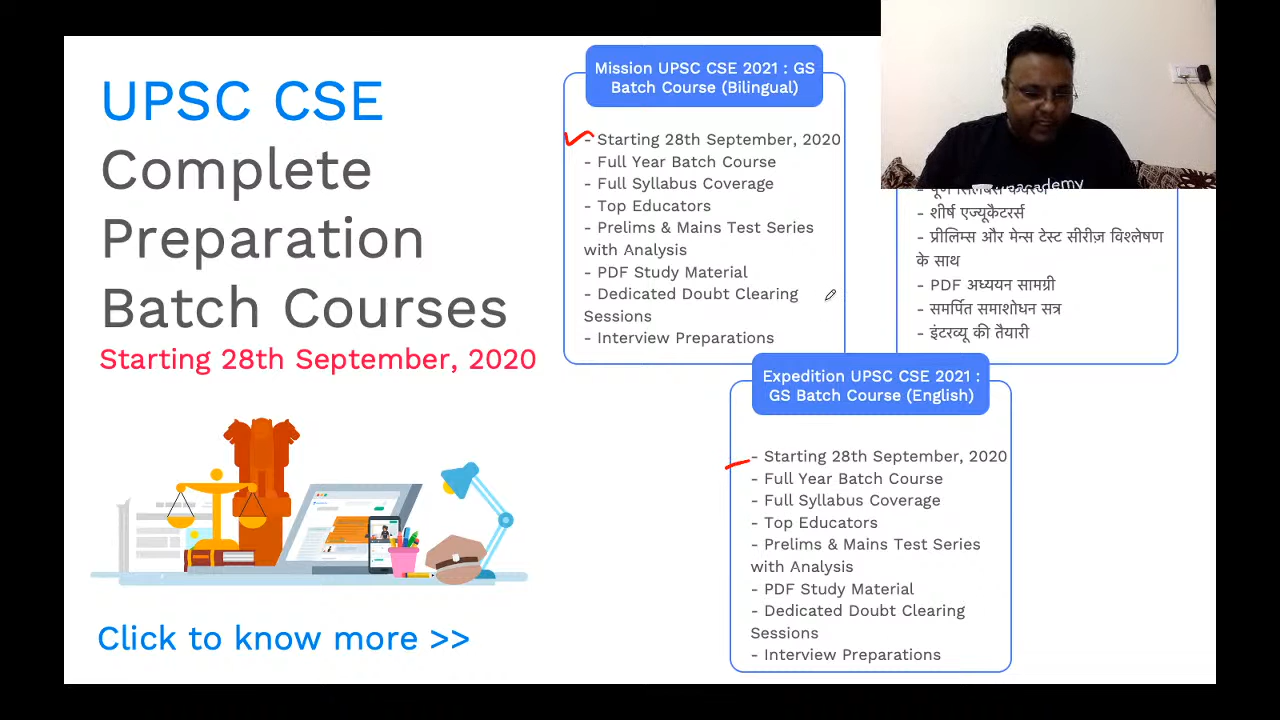 UPSC CSE
Complete
Preparation
Batch Courses
Starting 28th September, 2020
Click to know more >>
Mission UPSC CSE 2021 : GS
Batch Course (Bilingual)
- Starting 28th September, 2020
- Full Year Batch Course
- Full Syllabus Coverage
- Top Educators
- Prelims & Mains Test Series
with Analysis
- PDF Study Material
- Dedicated Doubt Clearing
Sessions
- Interview Preparations
- शीर्ष एज्यूकैटरर्स
- प्रीलिम्स और मेन्स टेस्ट सीरीज़ विश्लेषण
के साथ
- PDF अध्ययन सामग्री
- समर्पित समाशोधन सत्र
- इंटरव्यू की तैयारी
Expedition UPSC CSE 2021 :
GS Batch Course (English)
- Starting 28th September, 2020
- Full Year Batch Course
- Full Syllabus Coverage
- Top Educators
- Prelims & Mains Test Series
with Analysis
- PDF Study Material
- Dedicated Doubt Clearing
Sessions
- Interview Preparations